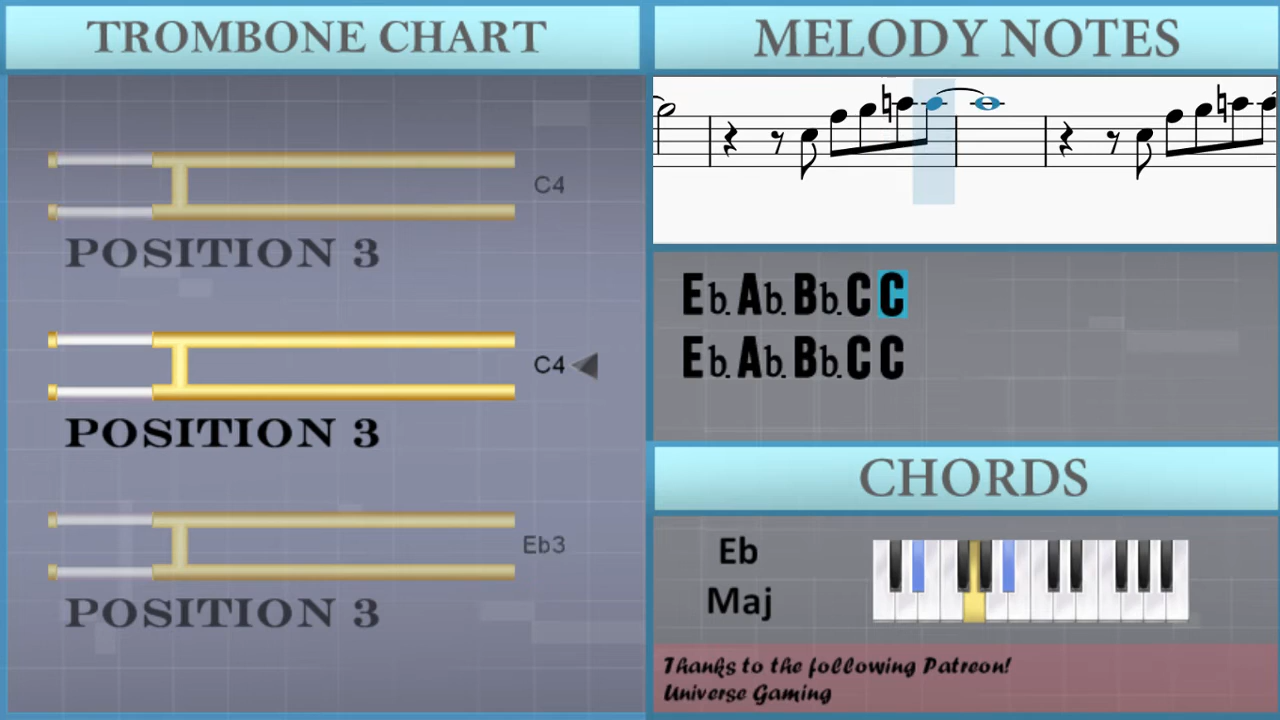 TROMBONE CHART
C4
POSITION 3
C4
POSITION 3
Eb3
POSITION 3
MELODY NOTES
Eb. Ab. Bb. C C
Eb. Ab. Bb. C C
CHORDS
Eb
Maj
Thanks to the following Patreon!
Universe Gaming